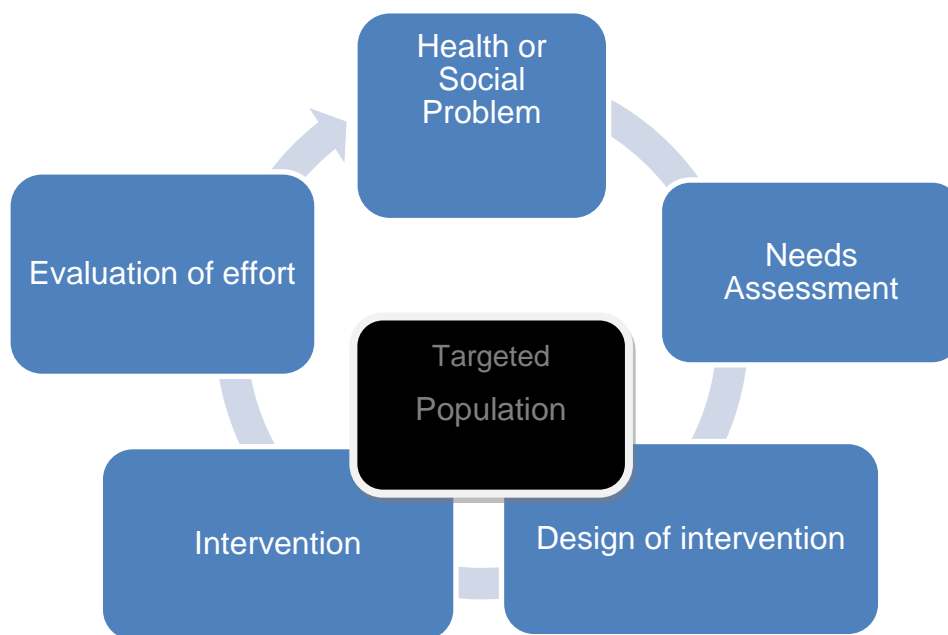 Health or
Social
Problem
Needs
Assessment
Design of intervention
Intervention
Evaluation of effort
Targeted
Population